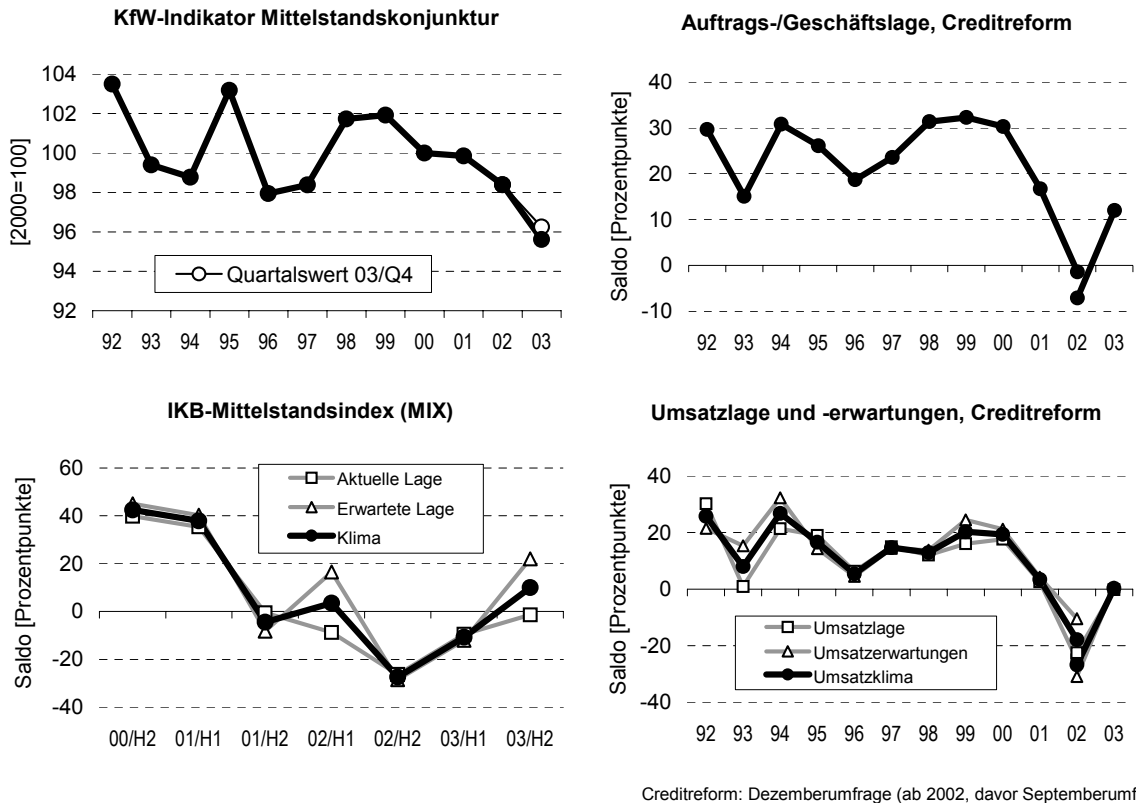 KfW-Indikator Mittelstandskonjunktur
[2000=100]
104
102
100
98
96
94
92
Quartalswert 03/Q4
92 93 94 95 96 97 98 99 00 01 02 03
Auftrags-/Geschäftslage, Creditreform
Saldo [Prozentpunkte]
40
30
20
10
0
-10
92 93 94 95 96 97 98 99 00 01 02 03
IKB-Mittelstandsindex (MIX)
Saldo [Prozentpunkte]
60
40
20
0
-20
-40
Aktuelle Lage
Erwartete Lage
Klima
00/H2 01/H1 01/H2 02/H1 02/H2 03/H1 03/H2
Umsatzlage und -erwartungen, Creditreform
Saldo [Prozentpunkte]
40
20
0
-20
-40
Umsatzlage
Umsatzerwartungen
Umsatzklima
92 93 94 95 96 97 98 99 00 01 02 03
Creditreform: Dezemberumfrage (ab 2002, davor Septemberumf